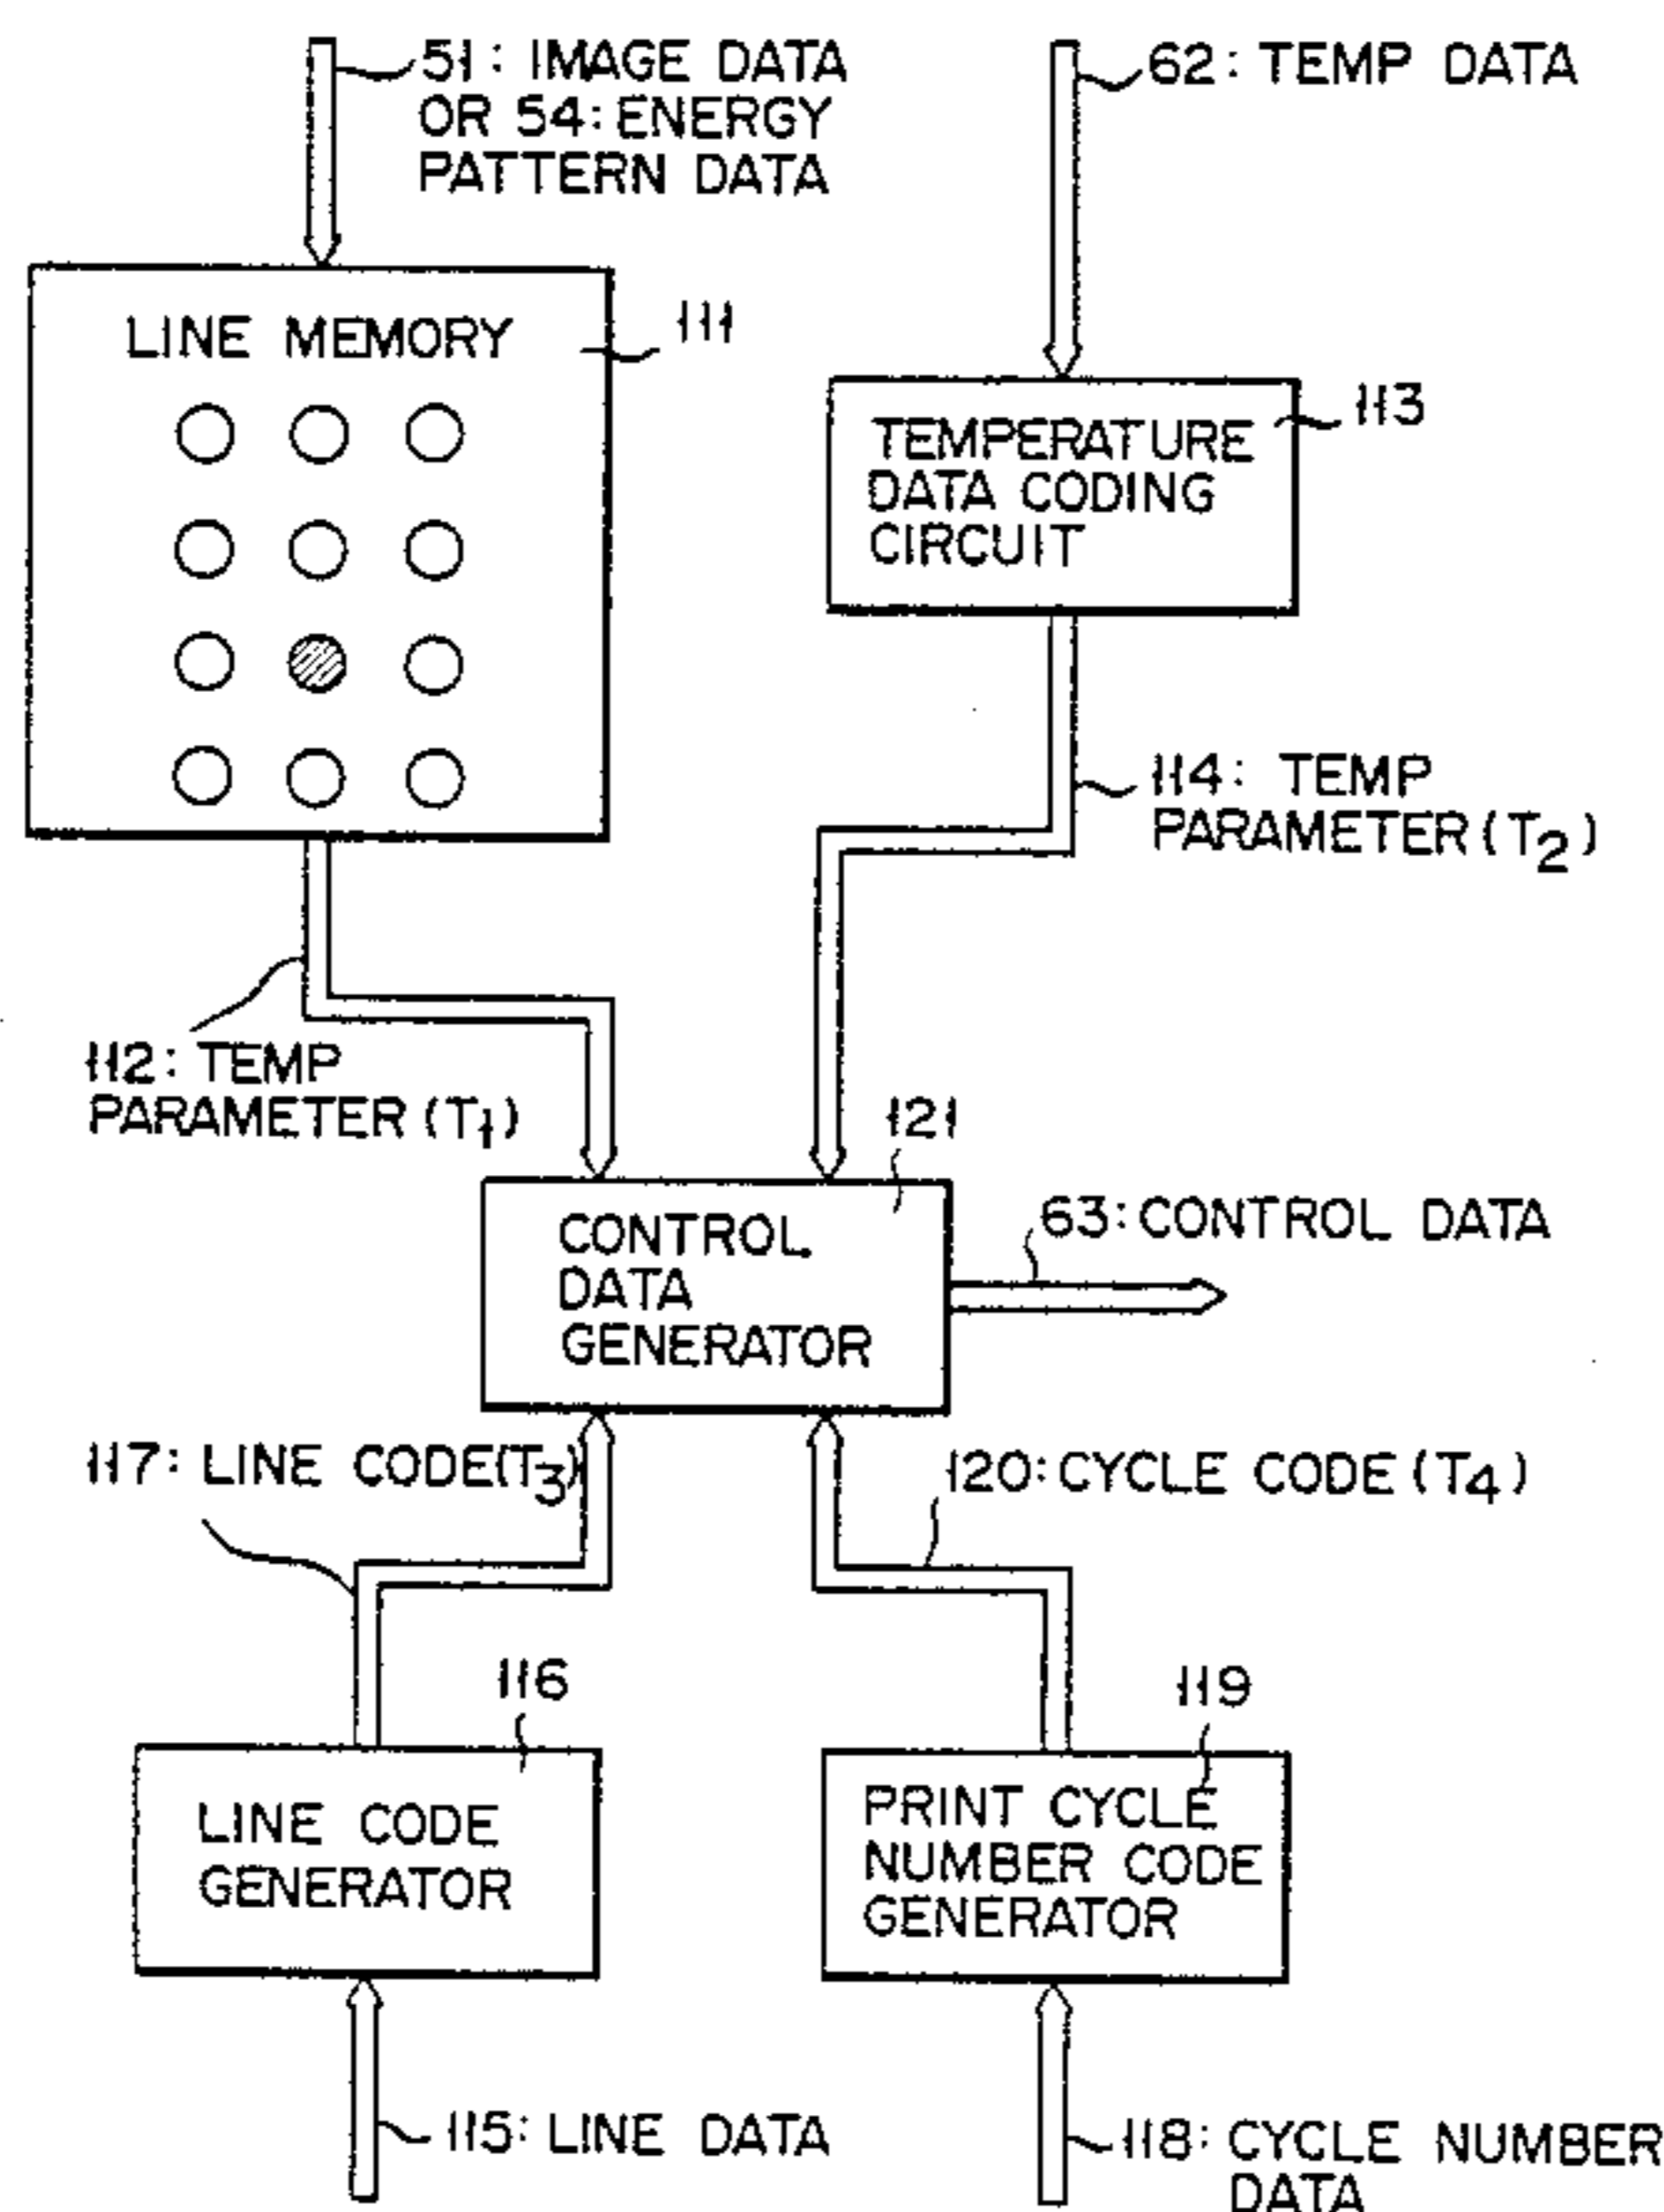 51: IMAGE DATA
OR 54: ENERGY
PATTERN DATA
62: TEMP DATA
LINE MEMORY
111
113
TEMPERATURE
DATA CODING
CIRCUIT
114: TEMP
PARAMETER (T2)
112: TEMP
PARAMETER (T1)
121
CONTROL
DATA
GENERATOR
63: CONTROL DATA
117: LINE CODE(T3)
120: CYCLE CODE (T4)
116
LINE CODE
GENERATOR
119
PRINT CYCLE
NUMBER CODE
GENERATOR
115: LINE DATA
118: CYCLE NUMBER
DATA